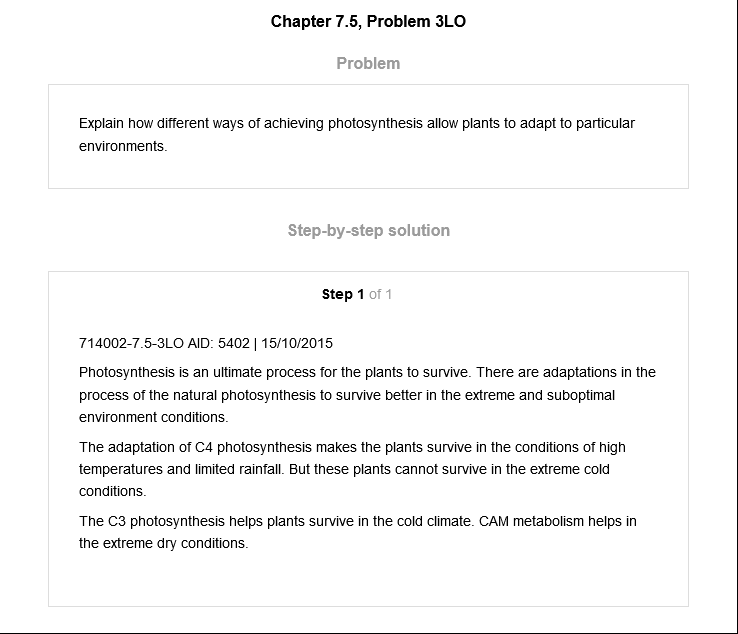 Chapter 7.5, Problem 3LO
Problem
Explain how different ways of achieving photosynthesis allow plants to adapt to particular
environments.
Step-by-step solution
Step 1 of 1
714002-7.5-3LO AID: 5402 | 15/10/2015
Photosynthesis is an ultimate process for the plants to survive. There are adaptations in the
process of the natural photosynthesis to survive better in the extreme and suboptimal
environment conditions.
The adaptation of C4 photosynthesis makes the plants survive in the conditions of high
temperatures and limited rainfall. But these plants cannot survive in the extreme cold
conditions.
The C3 photosynthesis helps plants survive in the cold climate. CAM metabolism helps in
the extreme dry conditions.